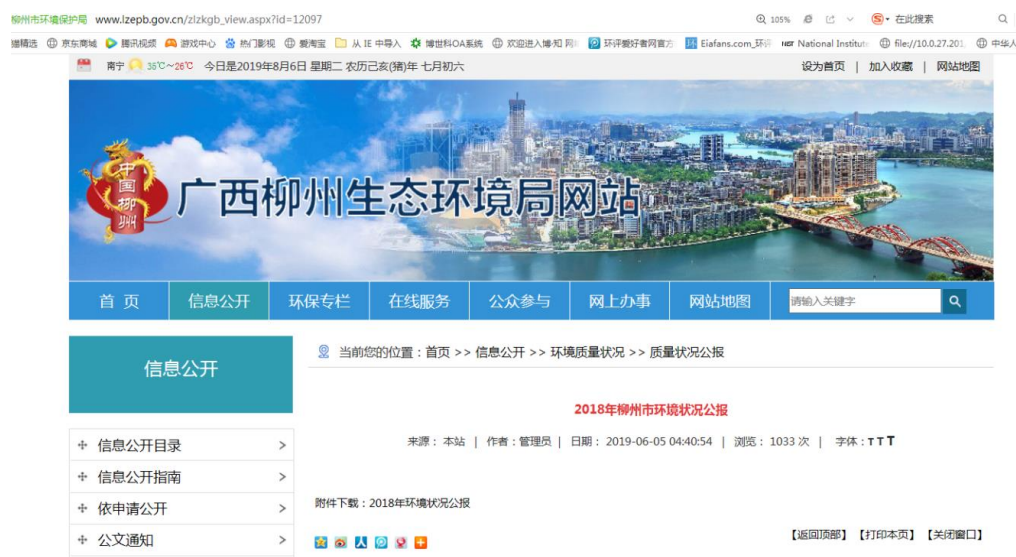 柳州市环境保护局 www.lzepb.gov.cn/zlzkgb_view.aspx?id=12097 105% 在此搜索
猫精选 京东商城 腾讯视频 游戏中心 热门影视 爱淘宝 从 IE 中导入 博世科OA系统 欢迎进入博·知 网 环评爱好者网官方 Eiafans.com_环评 NIST National Institute file://10.0.27.201. 中华人
南宁 35℃~26℃ 今日是2019年8月6日 星期二 农历己亥(猪)年 七月初六 设为首页 | 加入收藏 | 网站地图
中国柳州
广西柳州生态环境局网站
首 页 信息公开 环保专栏 在线服务 公众参与 网上办事 网站地图 请输入关键字
信息公开
当前您的位置：首页 >> 信息公开 >> 环境质量状况 >> 质量状况公报
2018年柳州市环境状况公报
来源： 本站 | 作者：管理员 | 日期： 2019-06-05 04:40:54 | 浏览： 1033 次 | 字体：T T T
信息公开目录 >
信息公开指南 >
依申请公开 >
公文通知 >
附件下载：2018年环境状况公报
【返回顶部】 【打印本页】 【关闭窗口】